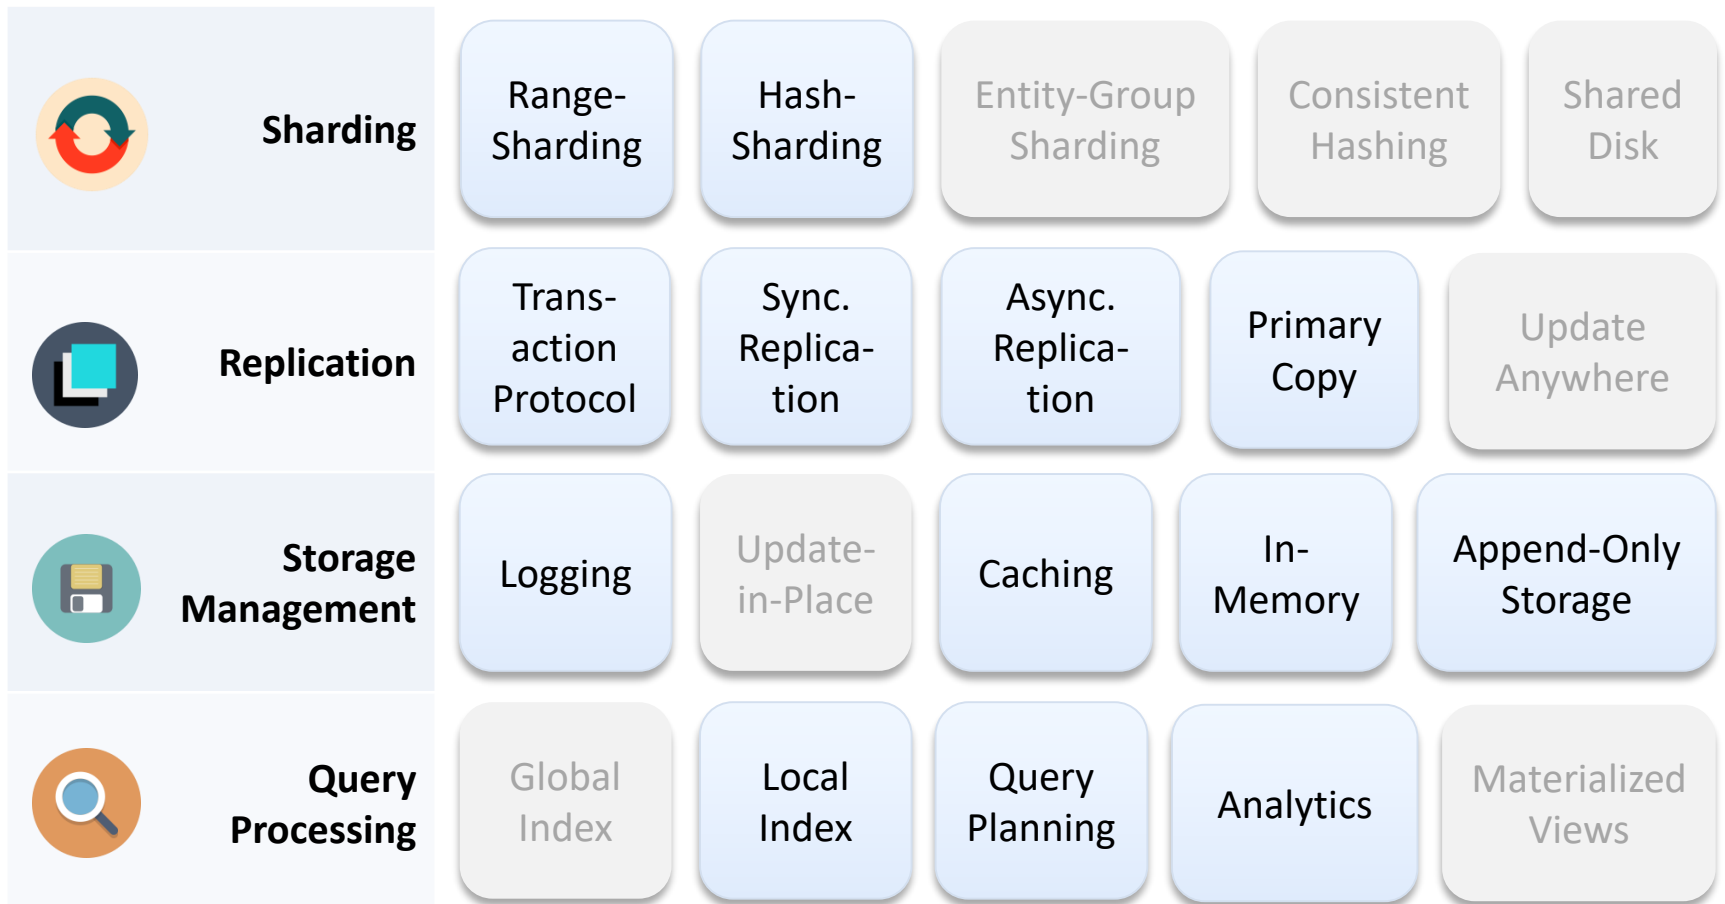 Sharding
Range-
Sharding
Hash-
Sharding
Entity-Group
Sharding
Consistent
Hashing
Shared
Disk
Replication
Trans-
action
Protocol
Sync.
Replica-
tion
Async.
Replica-
tion
Primary
Copy
Update
Anywhere
Storage
Management
Logging
Update-
in-Place
Caching
In-
Memory
Append-Only
Storage
Query
Processing
Global
Index
Local
Index
Query
Planning
Analytics
Materialized
Views